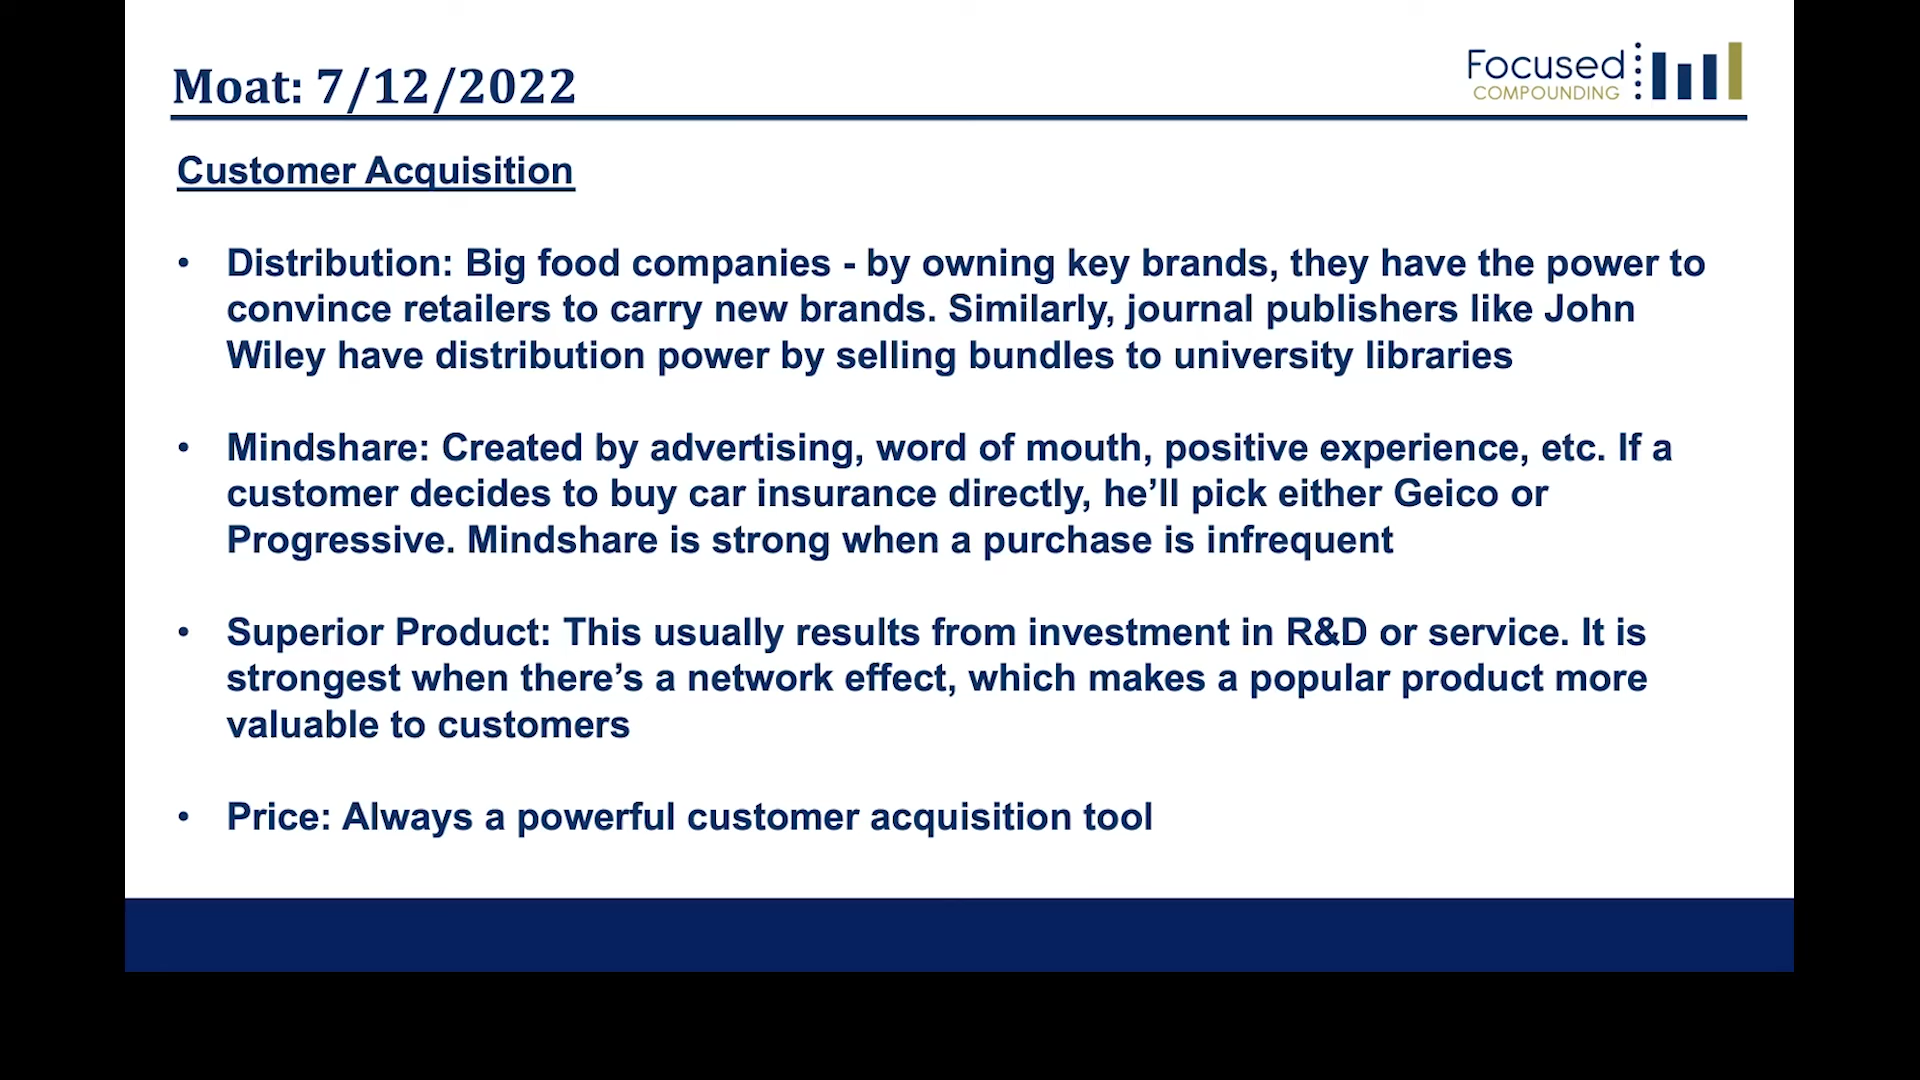 Moat: 7/12/2022
Focused
COMPOUNDING
Customer Acquisition
• Distribution: Big food companies - by owning key brands, they have the power to
convince retailers to carry new brands. Similarly, journal publishers like John
Wiley have distribution power by selling bundles to university libraries
• Mindshare: Created by advertising, word of mouth, positive experience, etc. If a
customer decides to buy car insurance directly, he’ll pick either Geico or
Progressive. Mindshare is strong when a purchase is infrequent
• Superior Product: This usually results from investment in R&D or service. It is
strongest when there’s a network effect, which makes a popular product more
valuable to customers
• Price: Always a powerful customer acquisition tool